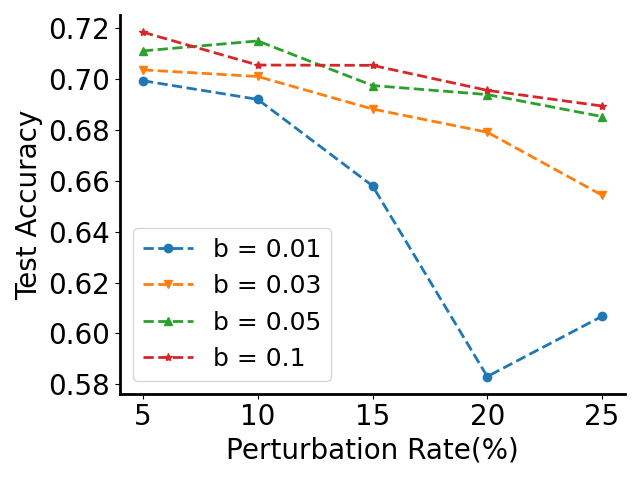 0.72
0.70
0.68
0.66
0.64
0.62
0.60
0.58
Test Accuracy
b = 0.01
b = 0.03
b = 0.05
b = 0.1
5 10 15 20 25
Perturbation Rate(%)